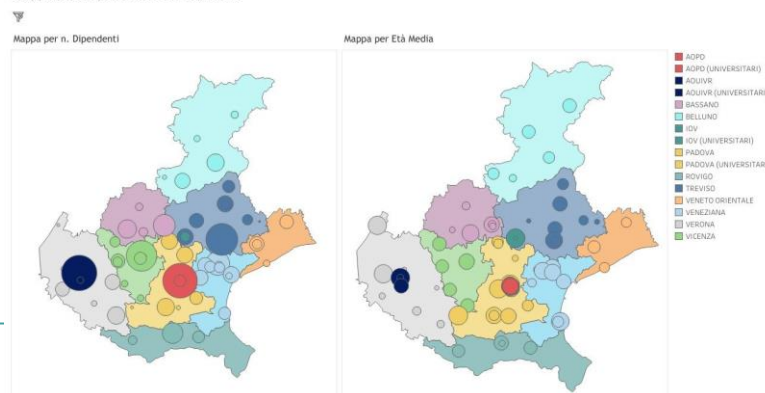 Mappa per n. Dipendenti
Mappa per Età Media
AOPD
AOPD (UNIVERSITARI)
AOUIVR
AOUIVR (UNIVERSITARI
BASSANO
BELLUNO
IOV
IOV (UNIVERSITARI)
PADOVA
PADOVA (UNIVERSITAR
ROVIGO
TREVISO
VENETO ORIENTALE
VENEZIANA
VERONA
VICENZA